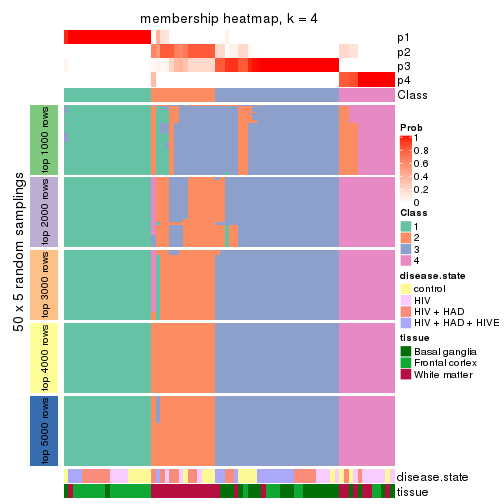 membership heatmap, k = 4
p1
p2
p3
p4
Class
50 x 5 random samplings
top 1000 rows
top 2000 rows
top 3000 rows
top 4000 rows
top 5000 rows
disease.state
tissue
Prob
1
0.8
0.6
0.4
0.2
0
Class
1
2
3
4
disease.state
control
HIV
HIV + HAD
HIV + HAD + HIVE
tissue
Basal ganglia
Frontal cortex
White matter